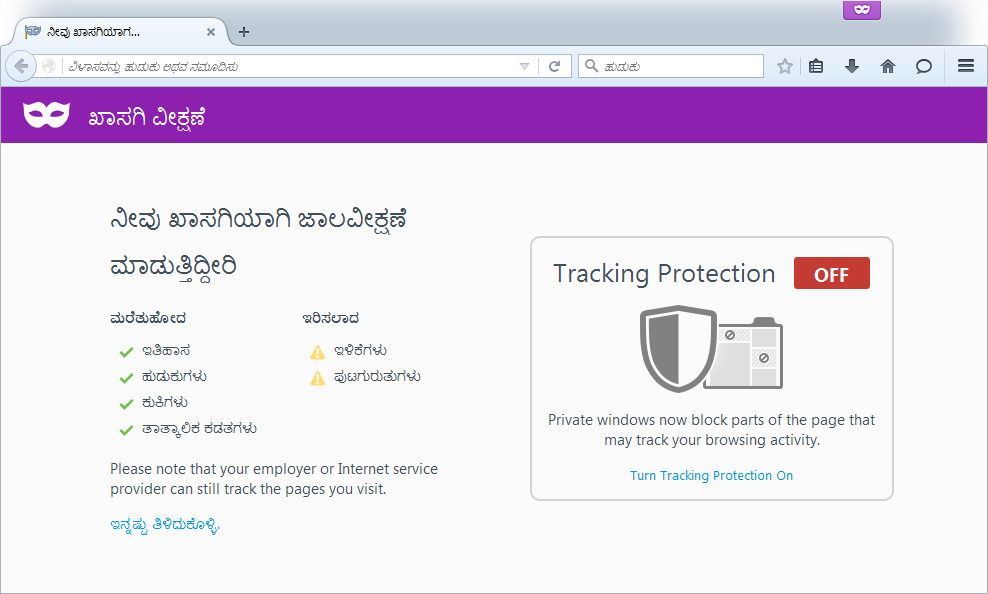 ನೀವು ಖಾಸಗಿಯಾಗಿ...
ವಿಳಾಸವನ್ನು ಹುಡುಕು ಅಥವ ನಮೂದಿಸು
ಹುಡುಕು
ಖಾಸಗಿ ವೀಕ್ಷಣೆ
ನೀವು ಖಾಸಗಿಯಾಗಿ ಜಾಲವೀಕ್ಷಣೆ
ಮಾಡುತ್ತಿದ್ದೀರಿ
ಮರೆತುಹೋದ
ಇತಿಹಾಸ
ಹುಡುಕುಗಳು
ಕುಕಿಗಳು
ತಾತ್ಕಾಲಿಕ ಕಡತಗಳು
ಇರಿಸಲಾದ
ಇಳಿಕೆಗಳು
ಪುಟಗುರುತುಗಳು
Please note that your employer or Internet service
provider can still track the pages you visit.
ಇನ್ನಷ್ಟು ತಿಳಿದುಕೊಳ್ಳಿ.
Tracking Protection OFF
Private windows now block parts of the page that
may track your browsing activity.
Turn Tracking Protection On